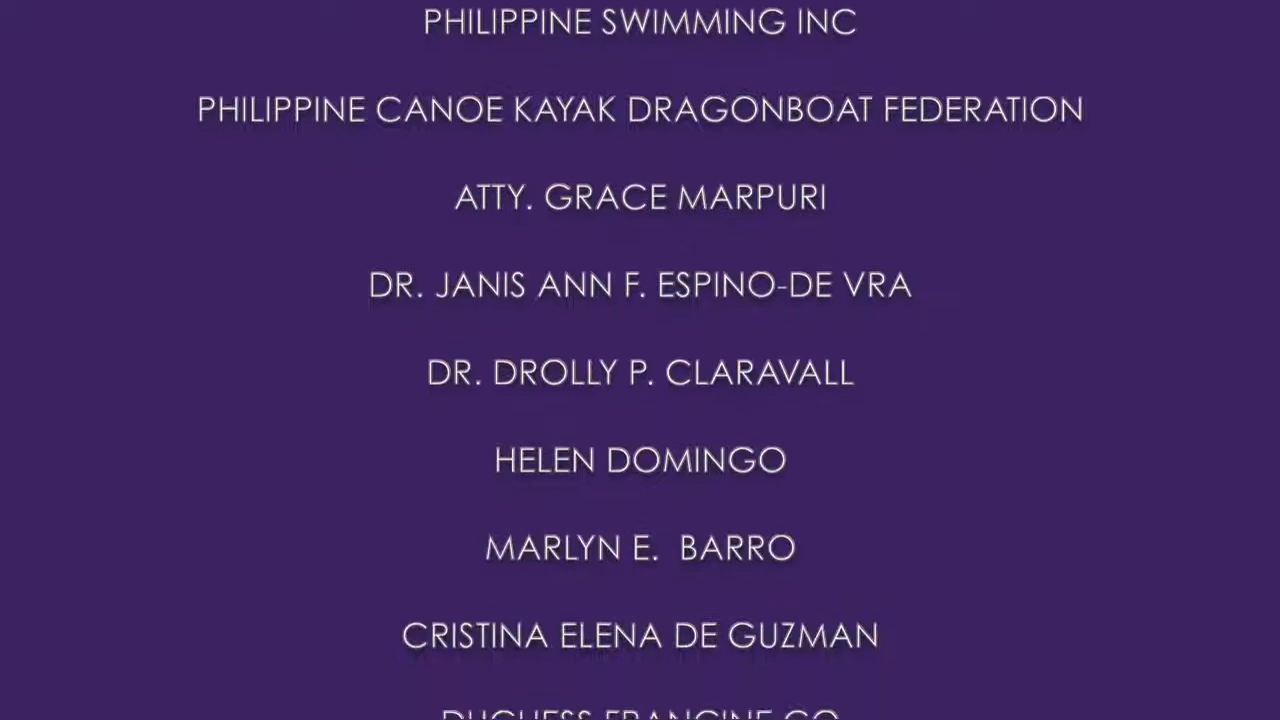 PHILIPPINE SWIMMING INC
PHILIPPINE CANOE KAYAK DRAGONBOAT FEDERATION
ATTY. GRACE MARPURI
DR. JANIS ANN F. ESPINO-DE VRA
DR. DROLLY P. CLARAVALL
HELEN DOMINGO
MARLYN E.  BARRO
CRISTINA ELENA DE GUZMAN
DUCHESS FRANCINE CO